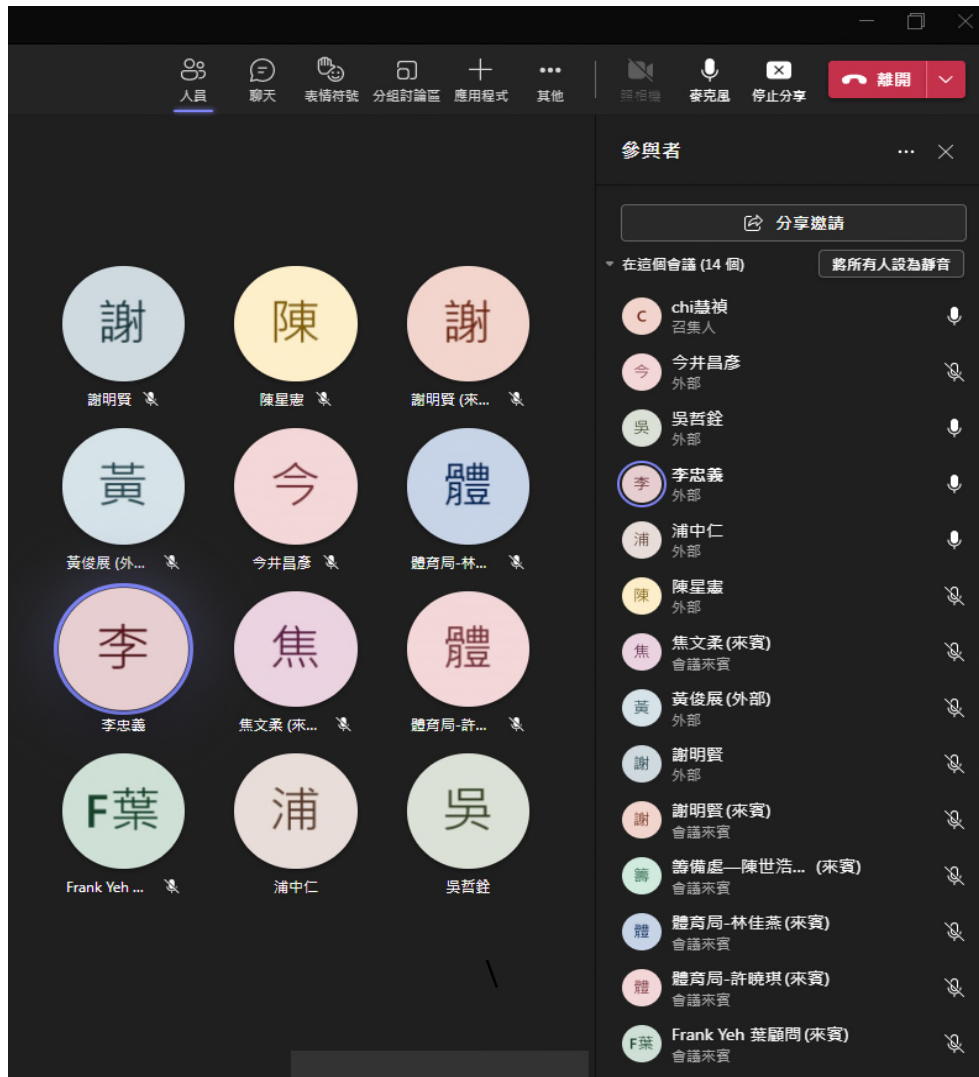 人員 聊天 表情符號 分組討論區 應用程式 其他 照相機 麥克風 停止分享 離開
參與者
分享邀請
在這個會議 (14 個) 將所有人設為靜音
C chi慧禎
召集人
今 今井昌彥
外部
吳 吳哲銓
外部
李 李忠義
外部
浦 浦中仁
外部
陳 陳星憲
外部
焦 焦文柔 (來賓)
會議來賓
黃 黃俊展 (外部)
外部
謝 謝明賢
外部
謝 謝明賢 (來賓)
會議來賓
籌 籌備處—陳世浩... (來賓)
會議來賓
體 體育局-林佳燕 (來賓)
會議來賓
體 體育局-許曉琪 (來賓)
會議來賓
F葉 Frank Yeh 葉顧問 (來賓)
會議來賓
謝 陳 謝
謝明賢 陳星憲 謝明賢 (來...
黃 今 體
黃俊展 (外... 今井昌彥 體育局-林...
李 焦 體
李忠義 焦文柔 (來... 體育局-許...
F葉 浦 吳
Frank Yeh ... 浦中仁 吳哲銓
\